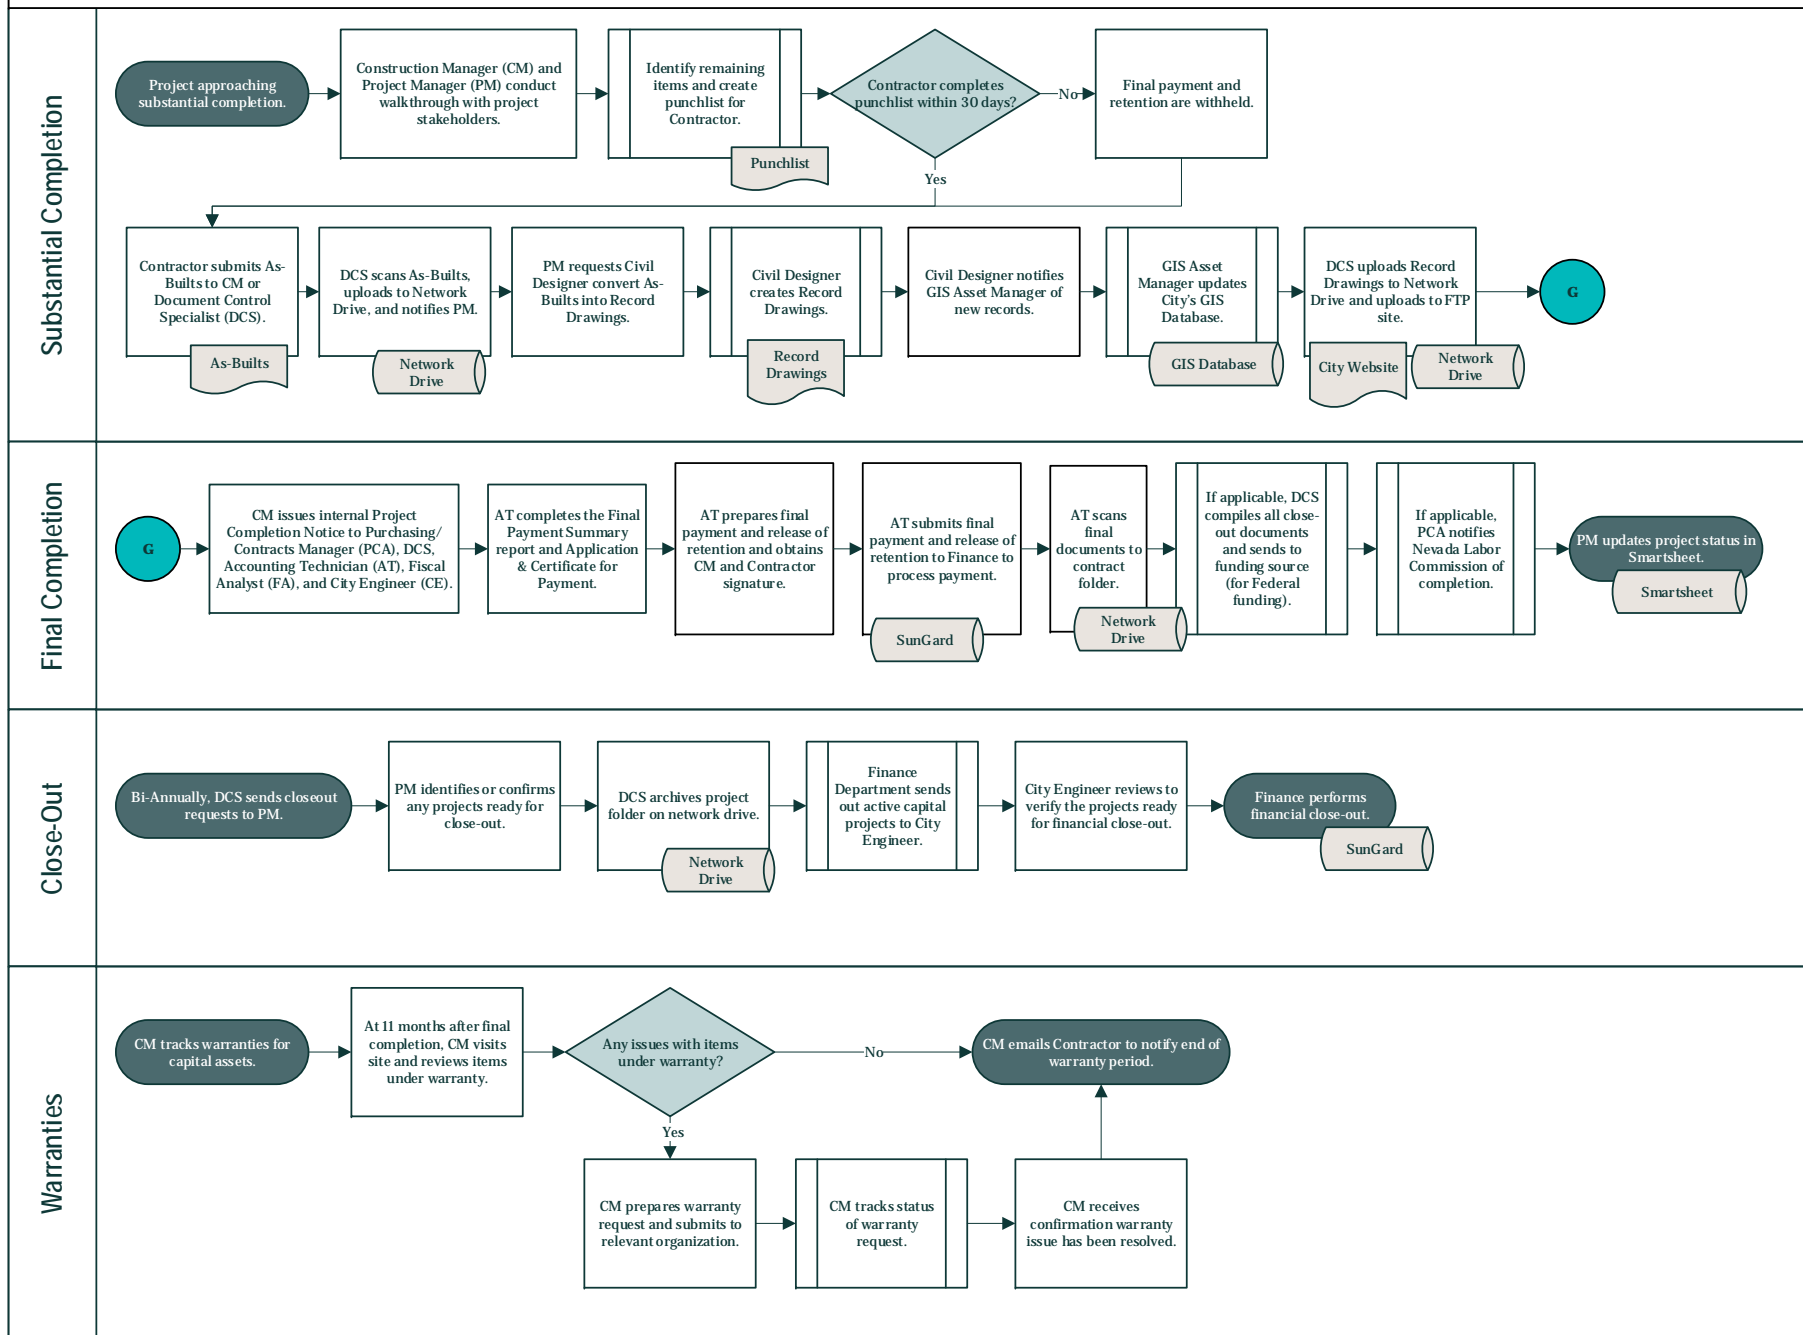 Substantial Completion
Project approaching
substantial completion.
Construction Manager (CM) and
Project Manager (PM) conduct
walkthrough with project
stakeholders.
Identify remaining
items and create
punchlist for
Contractor.
Punchlist
Contractor completes
punchlist within 30 days?
No
Yes
Final payment and
retention are withheld.
Contractor submits As-
Builts to CM or
Document Control
Specialist (DCS).
As-Builts
DCS scans As-Builts,
uploads to Network
Drive, and notifies PM.
Network
Drive
PM requests Civil
Designer convert As-
Builts into Record
Drawings.
Civil Designer
creates Record
Drawings.
Record
Drawings
Civil Designer notifies
GIS Asset Manager of
new records.
GIS Asset
Manager updates
City's GIS
Database.
GIS Database
DCS uploads Record
Drawings to Network
Drive and uploads to FTP
site.
City Website
Network
Drive
G
Final Completion
G
CM issues internal Project
Completion Notice to Purchasing/
Contracts Manager (PCA), DCS,
Accounting Technician (AT), Fiscal
Analyst (FA), and City Engineer (CE).
AT completes the Final
Payment Summary
report and Application
& Certificate for
Payment.
AT prepares final
payment and release of
retention and obtains
CM and Contractor
signature.
AT submits final
payment and release of
retention to Finance to
process payment.
SunGard
AT scans
final
documents to
contract
folder.
Network
Drive
If applicable, DCS
compiles all close-
out documents
and sends to
funding source
(for Federal
funding).
If applicable,
PCA notifies
Nevada Labor
Commission of
completion.
PM updates project status in
Smartsheet.
Smartsheet
Close-Out
Bi-Annually, DCS sends closeout
requests to PM.
PM identifies or confirms
any projects ready for
close-out.
DCS archives project
folder on network drive.
Network
Drive
Finance
Department sends
out active capital
projects to City
Engineer.
City Engineer reviews to
verify the projects ready
for financial close-out.
Finance performs
financial close-out.
SunGard
Warranties
CM tracks warranties for
capital assets.
At 11 months after final
completion, CM visits
site and reviews items
under warranty.
Any issues with items
under warranty?
No
Yes
CM emails Contractor to notify end of
warranty period.
CM prepares warranty
request and submits to
relevant organization.
CM tracks status
of warranty
request.
CM receives
confirmation warranty
issue has been resolved.